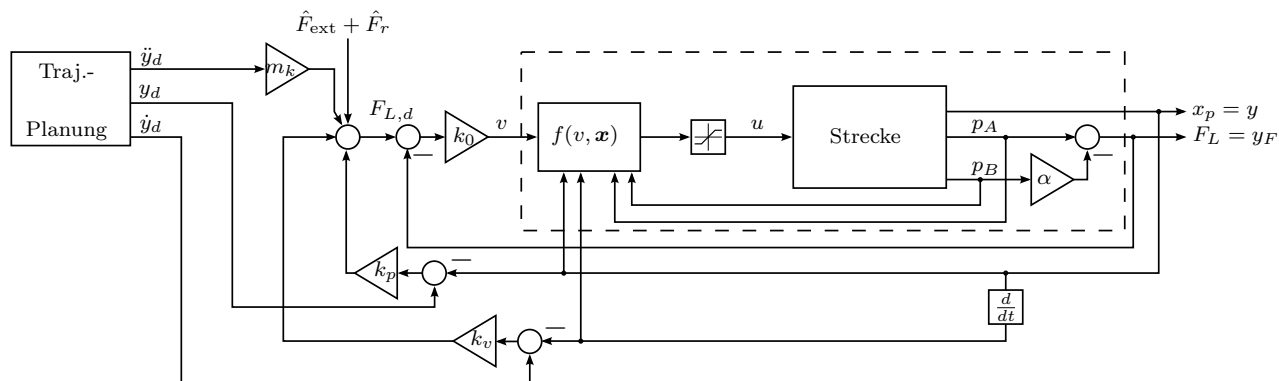 F̂_ext + F̂_r
Traj.-
Planung
ÿ_d
y_d
ẏ_d
m_k
F_{L,d}
k_0
v
f(v, x)
u
Strecke
p_A
p_B
α
x_p = y
F_L = y_F
k_p
k_v
d/dt